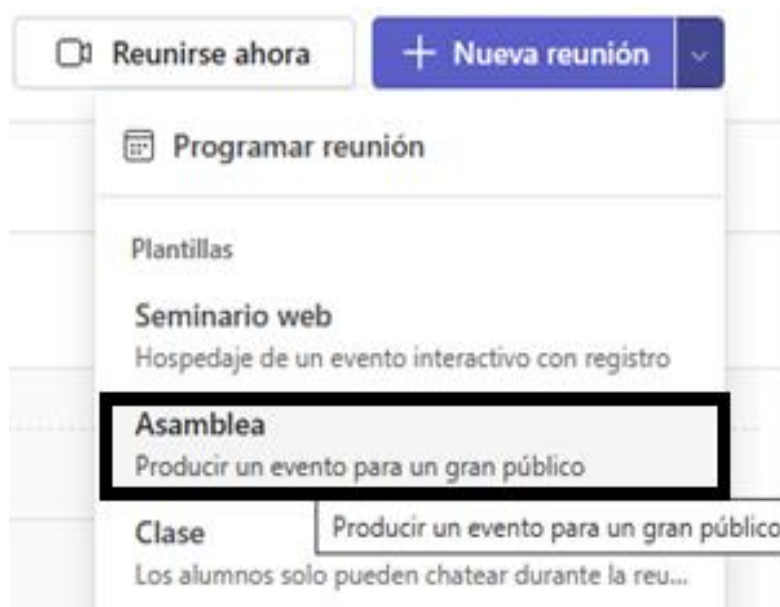 Reunirse ahora
Nueva reunión
Programar reunión
Plantillas
Seminario web
Hospedaje de un evento interactivo con registro
Asamblea
Producir un evento para un gran público
Producir un evento para un gran público
Clase
Los alumnos solo pueden chatear durante la reu...